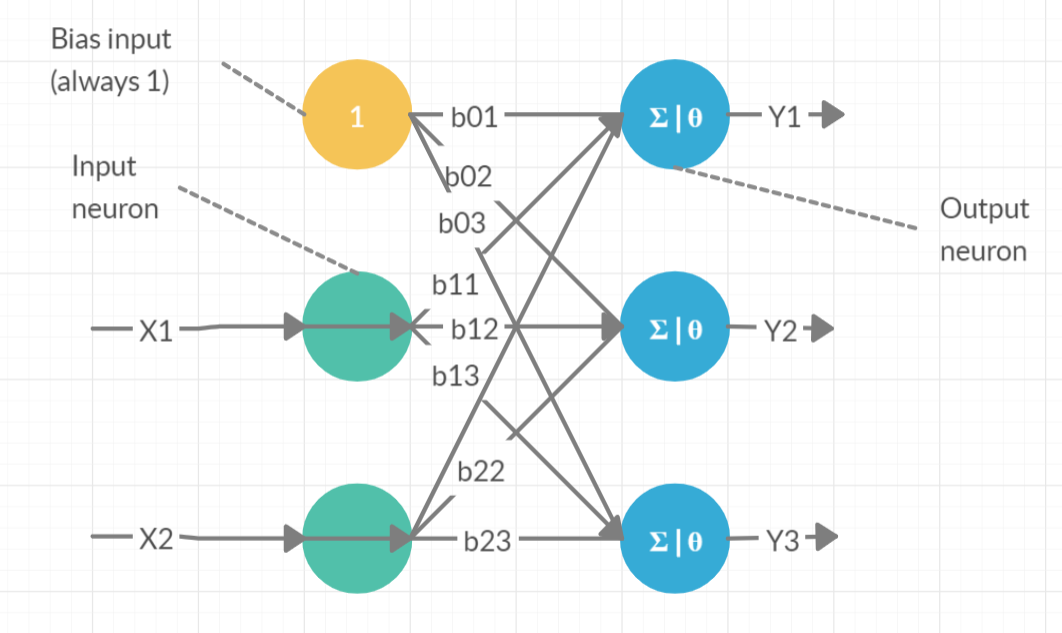 Bias input
(always 1)
1
b01
Σ|θ
Y1
Input
neuron
b02
b03
Output
neuron
b11
X1
b12
Σ|θ
Y2
b13
b22
X2
b23
Σ|θ
Y3